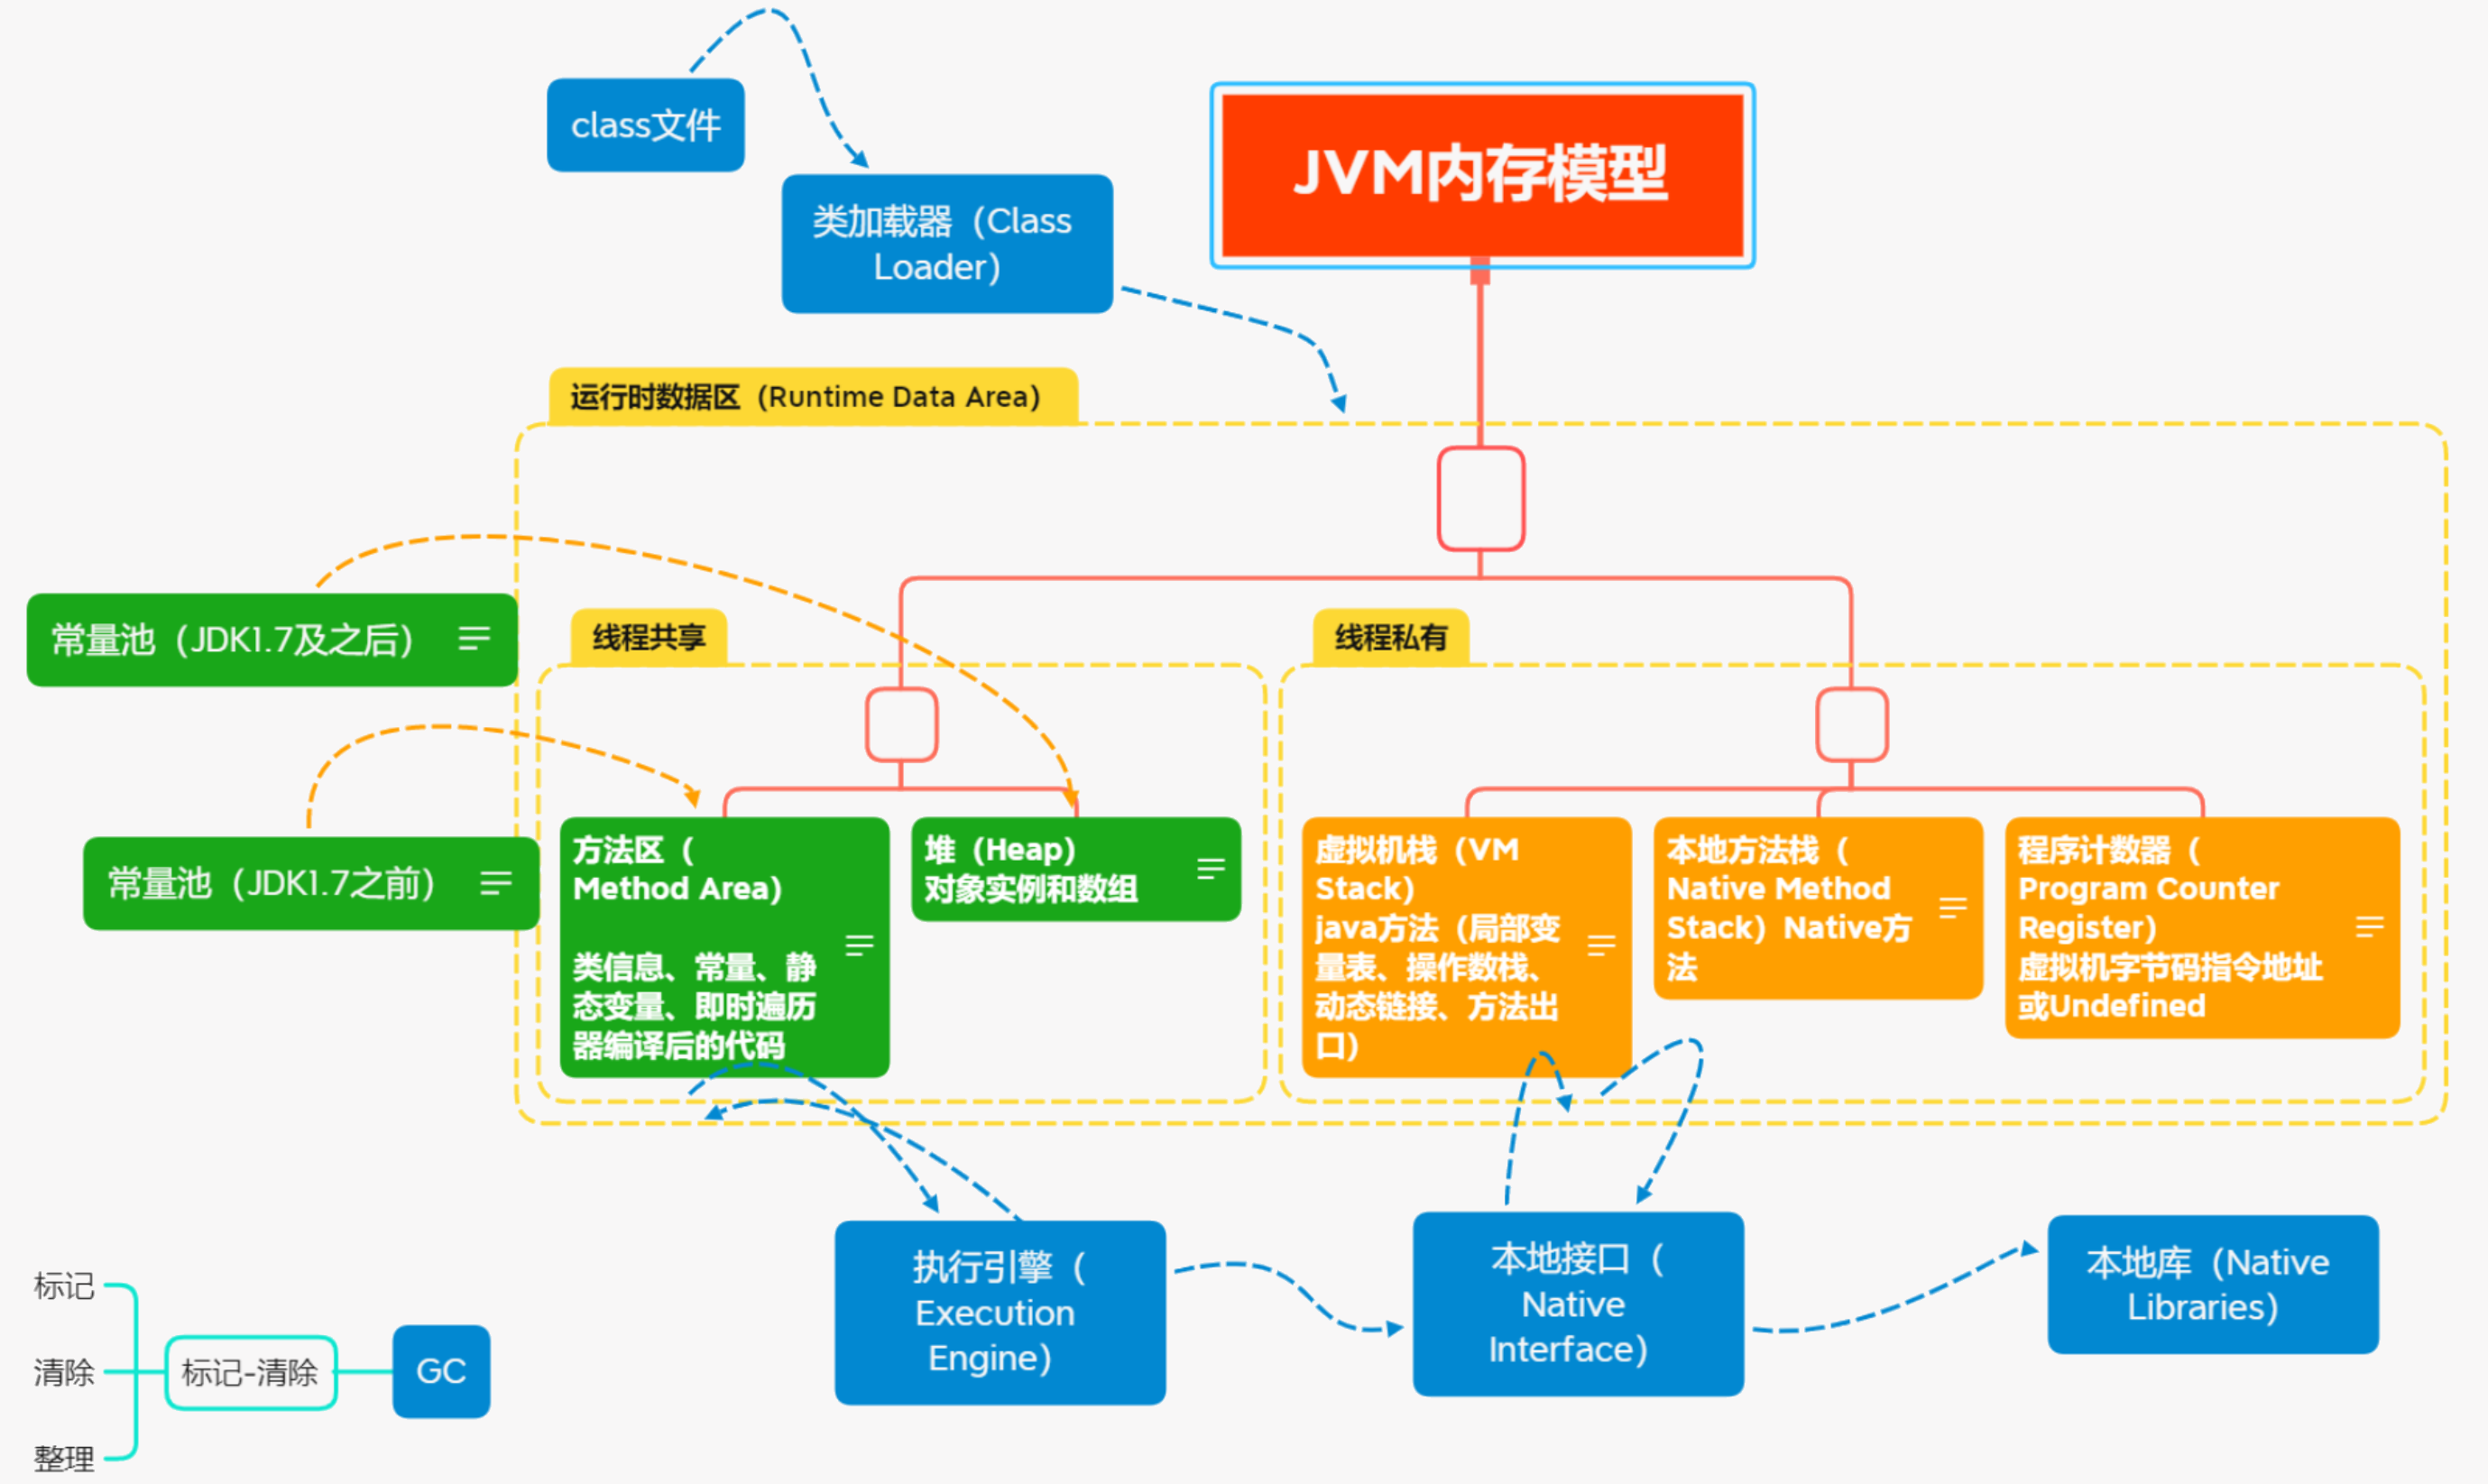 class文件
JVM内存模型
类加载器（Class
Loader）
运行时数据区（Runtime Data Area）
常量池（JDK1.7及之后）
线程共享
线程私有
常量池（JDK1.7之前）
方法区（
Method Area）
类信息、常量、静
态变量、即时遍历
器编译后的代码
堆（Heap）
对象实例和数组
虚拟机栈（VM
Stack）
java方法（局部变
量表、操作数栈、
动态链接、方法出
口）
本地方法栈（
Native Method
Stack）Native方
法
程序计数器（
Program Counter
Register）
虚拟机字节码指令地址
或Undefined
执行引擎（
Execution
Engine）
本地接口（
Native
Interface）
本地库（Native
Libraries）
标记
清除
整理
标记-清除
GC